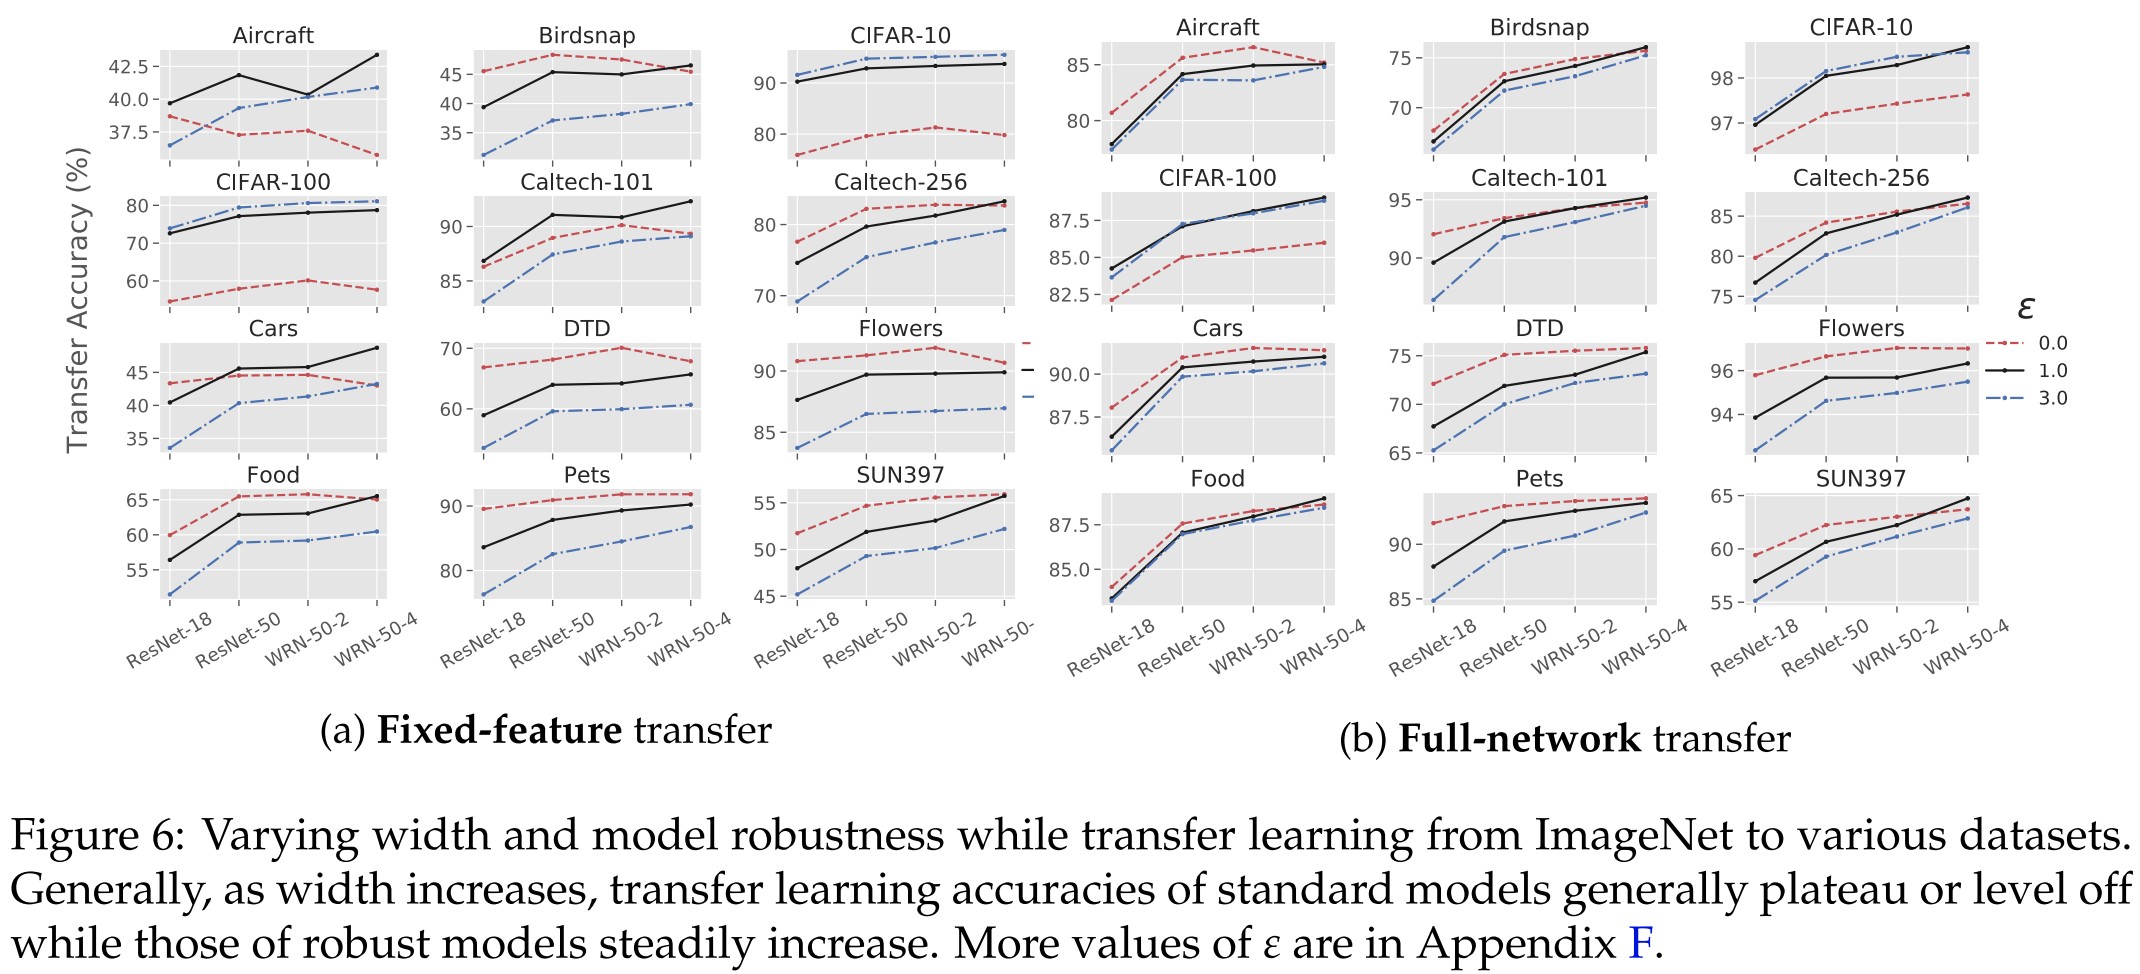 Transfer Accuracy (%)
Aircraft
42.5
40.0
37.5
Birdsnap
45
40
35
CIFAR-10
90
80
CIFAR-100
80
70
60
Caltech-101
90
85
Caltech-256
80
70
Cars
45
40
35
DTD
70
60
Flowers
90
85
Food
65
60
55
Pets
90
80
SUN397
55
50
45
ResNet-18
ResNet-50
WRN-50-2
WRN-50-4
ResNet-18
ResNet-50
WRN-50-2
WRN-50-4
ResNet-18
ResNet-50
WRN-50-2
WRN-50-
(a) Fixed-feature transfer
Aircraft
85
80
Birdsnap
75
70
CIFAR-10
98
97
CIFAR-100
87.5
85.0
82.5
Caltech-101
95
90
Caltech-256
85
80
75
Cars
90.0
87.5
DTD
75
70
65
Flowers
96
94
Food
87.5
85.0
Pets
90
85
SUN397
65
60
55
ResNet-18
ResNet-50
WRN-50-2
WRN-50-4
ResNet-18
ResNet-50
WRN-50-2
WRN-50-4
ResNet-18
ResNet-50
WRN-50-2
WRN-50-4
ε
0.0
1.0
3.0
(b) Full-network transfer
Figure 6: Varying width and model robustness while transfer learning from ImageNet to various datasets.
Generally, as width increases, transfer learning accuracies of standard models generally plateau or level off
while those of robust models steadily increase. More values of ε are in Appendix F.